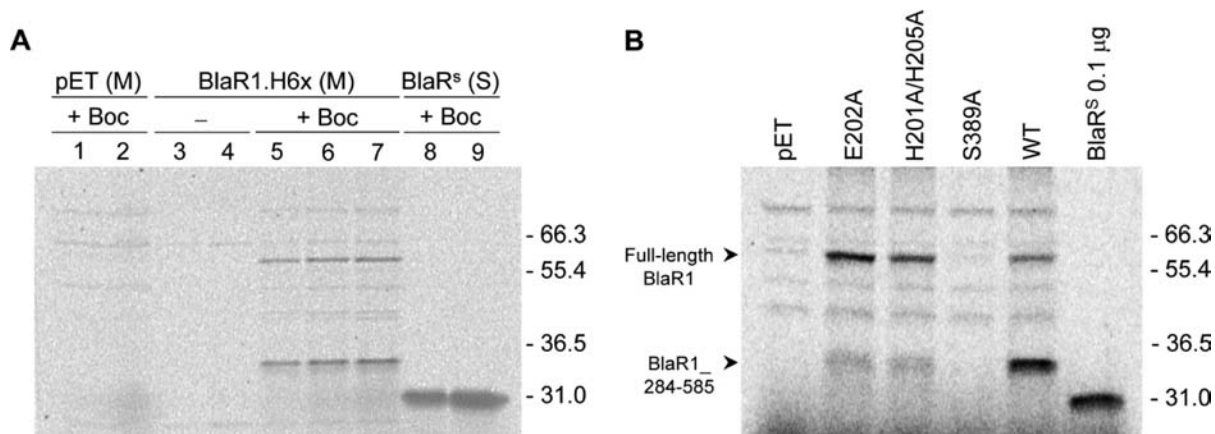 A
pET (M) BlaR1.H6x (M) BlaRˢ (S)
+ Boc – + Boc + Boc
1 2 3 4 5 6 7 8 9
- 66.3
- 55.4
- 36.5
- 31.0
B
pET
E202A
H201A/H205A
S389A
WT
BlaRˢ 0.1 µg
Full-length
BlaR1
BlaR1_
284-585
- 66.3
- 55.4
- 36.5
- 31.0